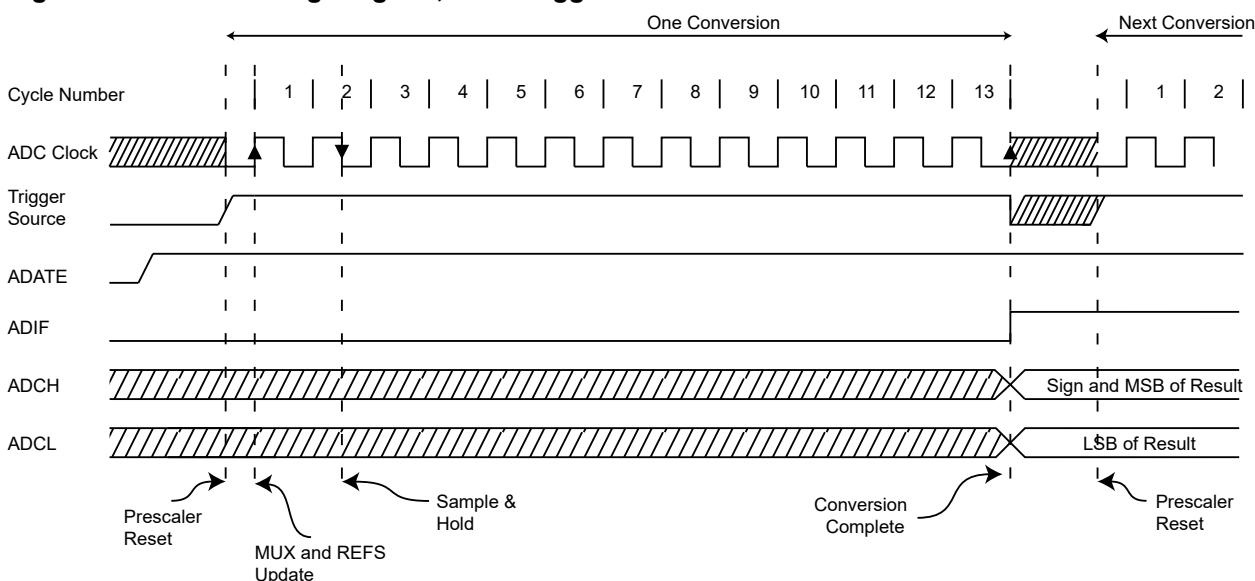 One Conversion
Next Conversion
Cycle Number
1 2 3 4 5 6 7 8 9 10 11 12 13 1 2
ADC Clock
Trigger
Source
ADATE
ADIF
ADCH
Sign and MSB of Result
ADCL
LSB of Result
Prescaler
Reset
MUX and REFS
Update
Sample &
Hold
Conversion
Complete
Prescaler
Reset